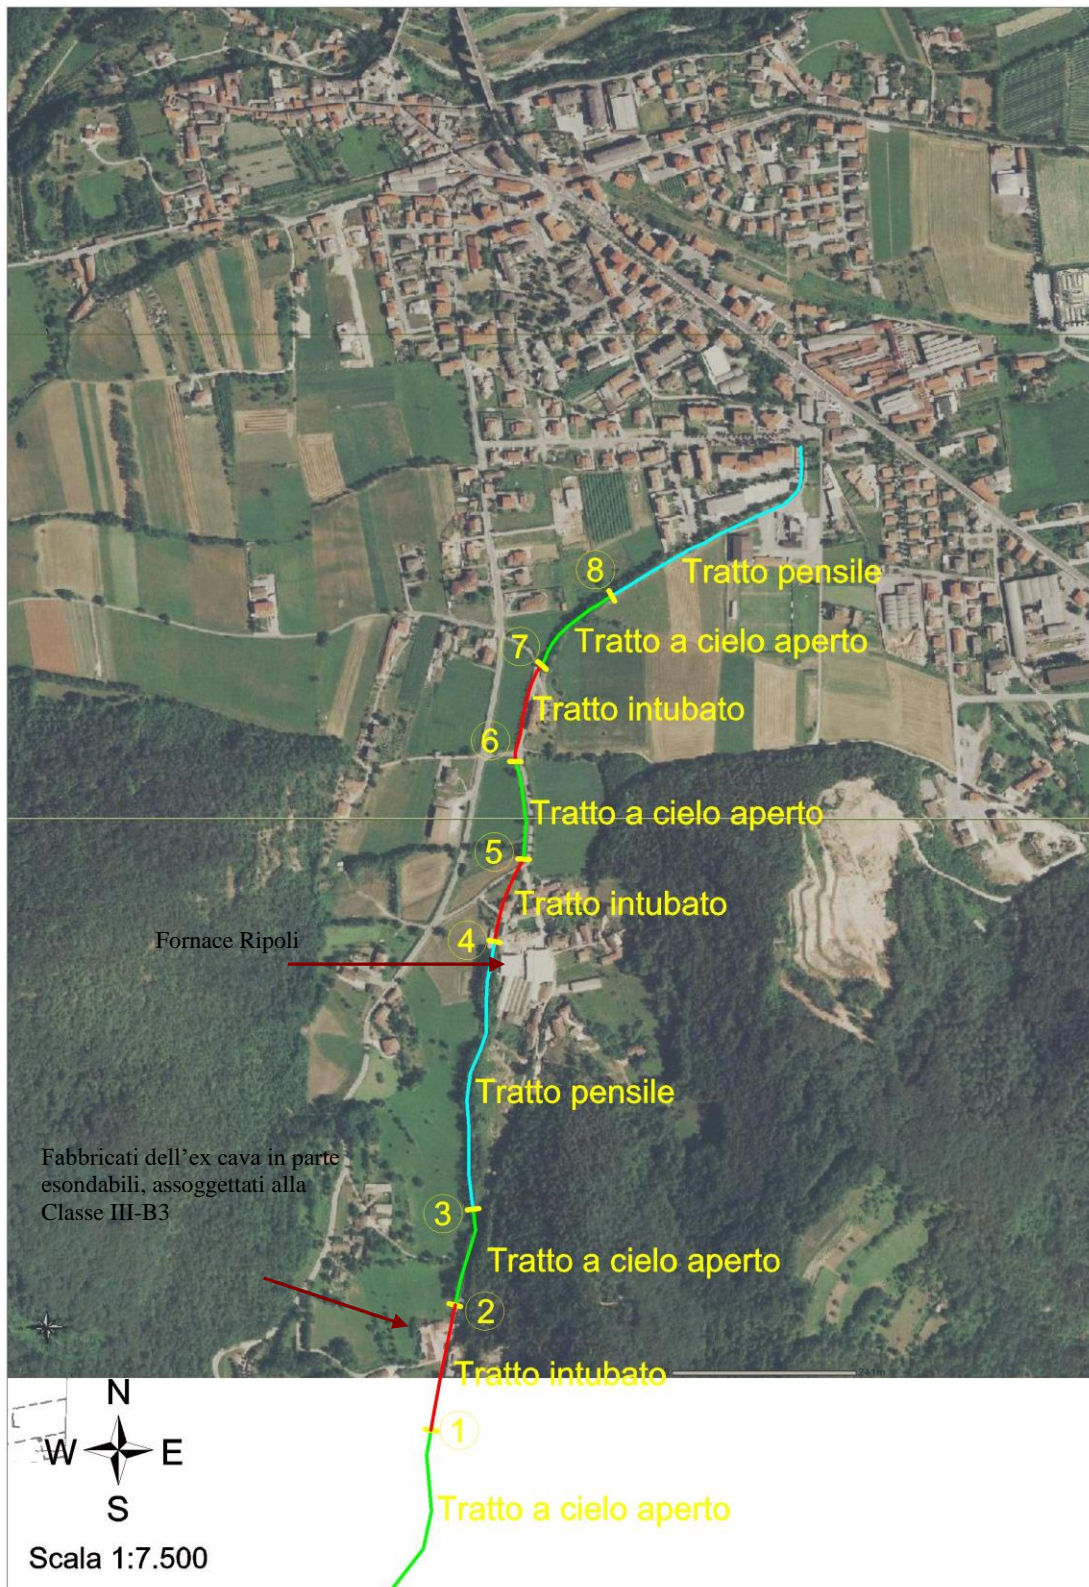 8
Tratto pensile
7
Tratto a cielo aperto
Tratto intubato
6
Tratto a cielo aperto
5
Tratto intubato
4
Fornace Ripoli
Tratto pensile
Fabbricati dell'ex cava in parte
esondabili, assoggettati alla
Classe III-B3
3
Tratto a cielo aperto
2
Tratto intubato
N
W E
S
1
Tratto a cielo aperto
Scala 1:7.500